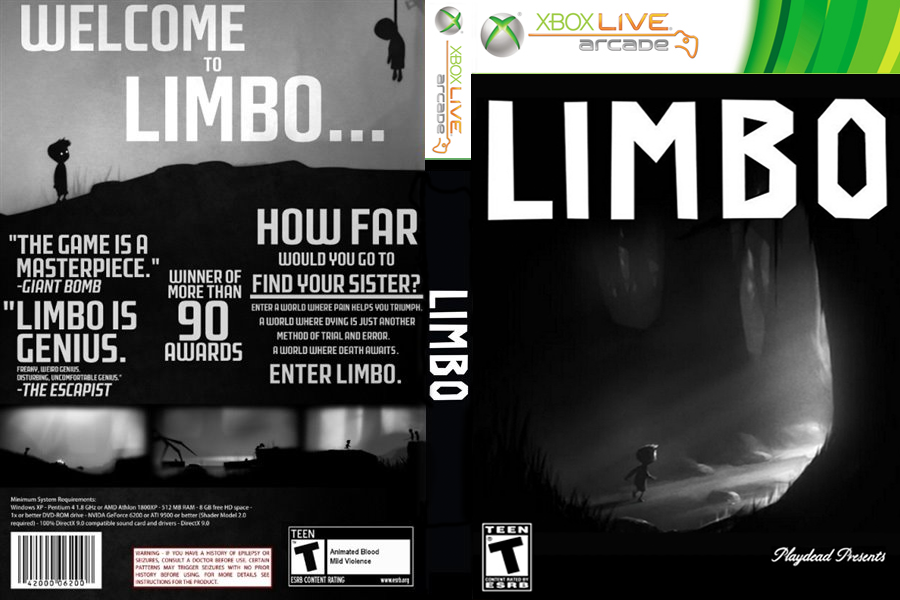 WELCOME
TO
LIMBO...
"THE GAME IS A
MASTERPIECE."
-GIANT BOMB
"LIMBO IS
GENIUS.
FREAKY, WEIRD GENIUS.
DISTURBING, UNCOMFORTABLE GENIUS."
-THE ESCAPIST
WINNER OF
MORE THAN
90
AWARDS
HOW FAR
WOULD YOU GO TO
FIND YOUR SISTER?
ENTER A WORLD WHERE PAIN HELPS YOU TRIUMPH.
A WORLD WHERE DYING IS JUST ANOTHER
METHOD OF TRIAL AND ERROR.
A WORLD WHERE DEATH AWAITS.
ENTER LIMBO.
Minimum System Requirements:
Windows XP - Pentium 4 1.8 GHz or AMD Athlon 1800XP - 512 MB RAM - 8 GB free HD space -
1x or better DVD-ROM drive - NVIDIA GeForce 6200 or ATI 9500 or better (Shader Model 2.0
required) - 100% DirectX 9.0 compatible sound card and drivers - DirectX 9.0
42000 06200
WARNING - IF YOU HAVE A HISTORY OF EPILEPSY OR
SEIZURES, CONSULT A DOCTOR BEFORE USE. CERTAIN
PATTERNS MAY TRIGGER SEIZURES WITH NO PRIOR
HISTORY BEFORE USING. FOR MORE DETAILS SEE
INSTRUCTIONS FOR THE PRODUCT.
TEEN
T
Animated Blood
Mild Violence
ESRB CONTENT RATING
www.esrb.org
XBOX LIVE
arcade
LIMBO
XBOX LIVE
arcade
LIMBO
TEEN
T
CONTENT RATED BY
ESRB
Playdead Presents